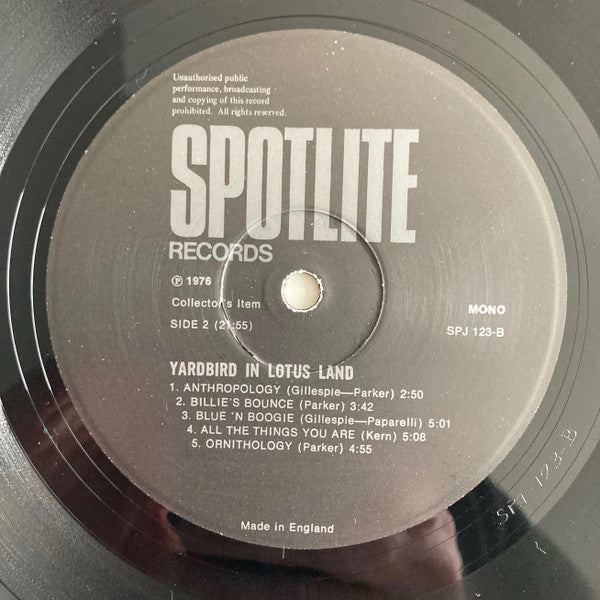 Unauthorised public
performance, broadcasting
and copying of this record
prohibited. All rights reserved.
SPOTLITE
RECORDS
Ⓟ 1976
Collector's Item
MONO
SIDE 2 (21:55)
SPJ 123-B
YARDBIRD IN LOTUS LAND
1. ANTHROPOLOGY (Gillespie—Parker) 2:50
2. BILLIE'S BOUNCE (Parker) 3:42
3. BLUE 'N BOOGIE (Gillespie—Paparelli) 5:01
4. ALL THE THINGS YOU ARE (Kern) 5:08
5. ORNITHOLOGY (Parker) 4:55
Made in England
SPJ 123-B